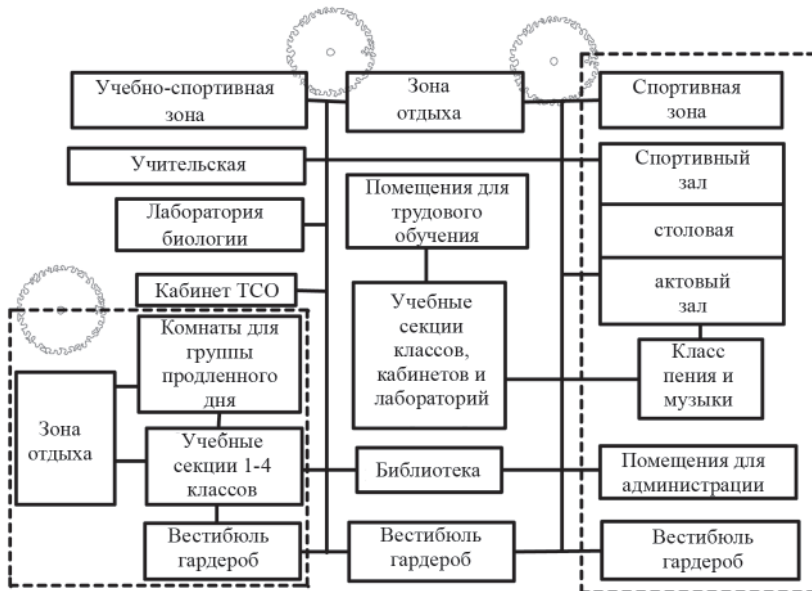 Учебно-спортивная
зона
Зона
отдыха
Спортивная
зона
Учительская
Спортивный
зал
Лаборатория
биологии
Помещения для
трудового
обучения
столовая
Кабинет ТСО
Учебные
секции
классов,
кабинетов и
лабораторий
актовый
зал
Комнаты для
группы
продленного
дня
Класс
пения и
музыки
Зона
отдыха
Учебные
секции 1-4
классов
Библиотека
Помещения для
администрации
Вестибюль
гардероб
Вестибюль
гардероб
Вестибюль
гардероб